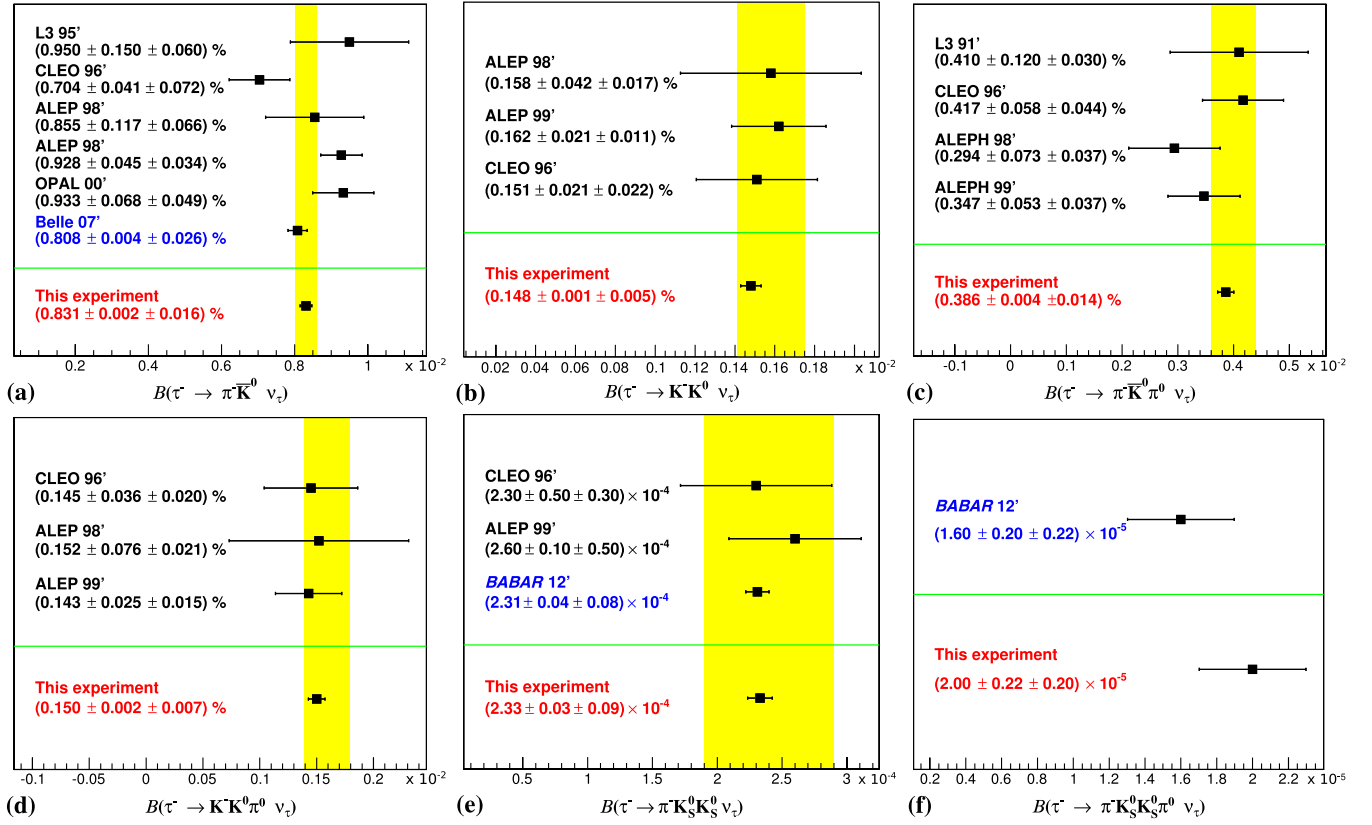 L3 95’
(0.950 ± 0.150 ± 0.060) %
CLEO 96’
(0.704 ± 0.041 ± 0.072) %
ALEP 98’
(0.855 ± 0.117 ± 0.066) %
ALEP 98’
(0.928 ± 0.045 ± 0.034) %
OPAL 00’
(0.933 ± 0.068 ± 0.049) %
Belle 07’
(0.808 ± 0.004 ± 0.026) %
This experiment
(0.831 ± 0.002 ± 0.016) %
0.2 0.4 0.6 0.8 1 × 10⁻²
(a) B(τ⁻ → π⁻K̅⁰ ν_τ)
ALEP 98’
(0.158 ± 0.042 ± 0.017) %
ALEP 99’
(0.162 ± 0.021 ± 0.011) %
CLEO 96’
(0.151 ± 0.021 ± 0.022) %
This experiment
(0.148 ± 0.001 ± 0.005) %
0.02 0.04 0.06 0.08 0.1 0.12 0.14 0.16 0.18 × 10⁻²
(b) B(τ⁻ → K⁻K⁰ ν_τ)
L3 91’
(0.410 ± 0.120 ± 0.030) %
CLEO 96’
(0.417 ± 0.058 ± 0.044) %
ALEPH 98’
(0.294 ± 0.073 ± 0.037) %
ALEPH 99’
(0.347 ± 0.053 ± 0.037) %
This experiment
(0.386 ± 0.004 ±0.014) %
-0.1 0 0.1 0.2 0.3 0.4 0.5 × 10⁻²
(c) B(τ⁻ → π⁻K̅⁰π⁰ ν_τ)
CLEO 96’
(0.145 ± 0.036 ± 0.020) %
ALEP 98’
(0.152 ± 0.076 ± 0.021) %
ALEP 99’
(0.143 ± 0.025 ± 0.015) %
This experiment
(0.150 ± 0.002 ± 0.007) %
-0.1 -0.05 0 0.05 0.1 0.15 0.2 × 10⁻²
(d) B(τ⁻ → K⁻K⁰π⁰ ν_τ)
CLEO 96’
(2.30 ± 0.50 ± 0.30) × 10⁻⁴
ALEP 99’
(2.60 ± 0.10 ± 0.50) × 10⁻⁴
BABAR 12’
(2.31 ± 0.04 ± 0.08) × 10⁻⁴
This experiment
(2.33 ± 0.03 ± 0.09) × 10⁻⁴
0.5 1 1.5 2 2.5 3 × 10⁻⁴
(e) B(τ⁻ → π⁻K⁰_S K⁰_S ν_τ)
BABAR 12’
(1.60 ± 0.20 ± 0.22) × 10⁻⁵
This experiment
(2.00 ± 0.22 ± 0.20) × 10⁻⁵
0.2 0.4 0.6 0.8 1 1.2 1.4 1.6 1.8 2 2.2 × 10⁻⁵
(f) B(τ⁻ → π⁻K⁰_S K⁰_S π⁰ ν_τ)